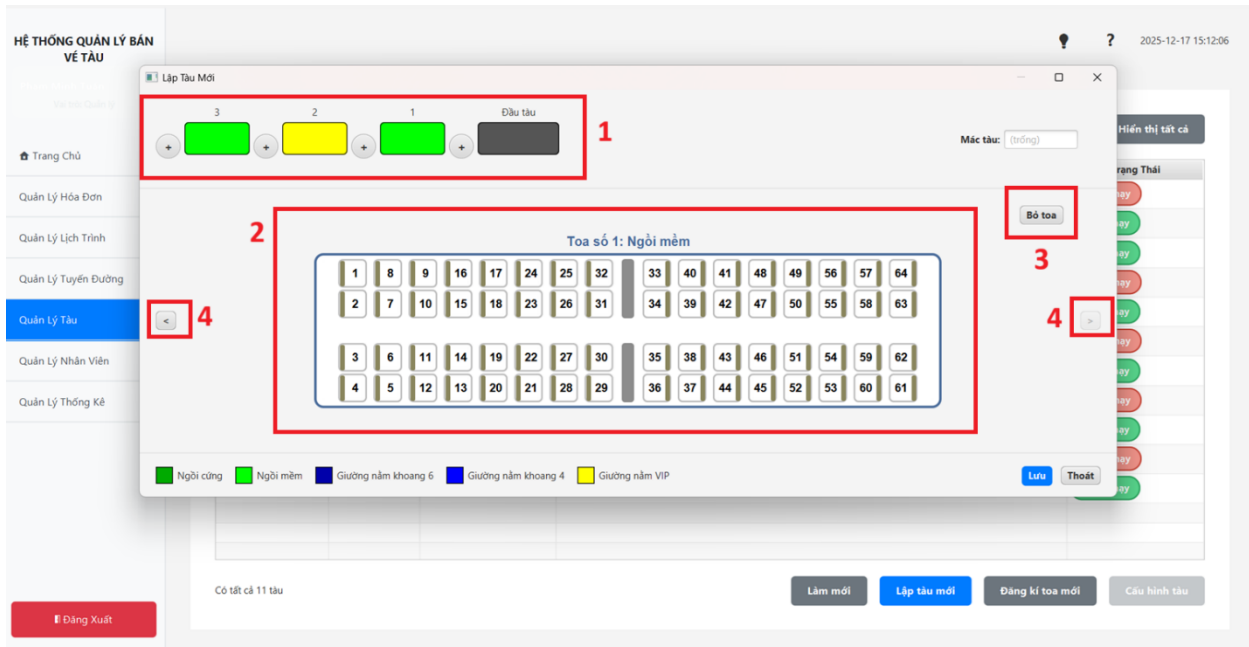 HỆ THỐNG QUẢN LÝ BÁN
VÉ TÀU
? 2025-12-17 15:12:06
Lập Tàu Mới
3 2 1 Đầu tàu
+ + + +
1
Mác tàu: (trống)
Hiển thị tất cả
Trang Chủ
Quản Lý Hóa Đơn
Quản Lý Lịch Trình
Quản Lý Tuyến Đường
Quản Lý Tàu
Quản Lý Nhân Viên
Quản Lý Thống Kê
Đăng Xuất
2
Bỏ toa
3
Toa số 1: Ngồi mềm
1 8 9 16 17 24 25 32 33 40 41 48 49 56 57 64
2 7 10 15 18 23 26 31 34 39 42 47 50 55 58 63
< 4
4 >
3 6 11 14 19 22 27 30 35 38 43 46 51 54 59 62
4 5 12 13 20 21 28 29 36 37 44 45 52 53 60 61
Ngồi cứng Ngồi mềm Giường nằm khoang 6 Giường nằm khoang 4 Giường nằm VIP
Lưu Thoát
Có tất cả 11 tàu
Làm mới Lập tàu mới Đăng kí toa mới Cấu hình tàu